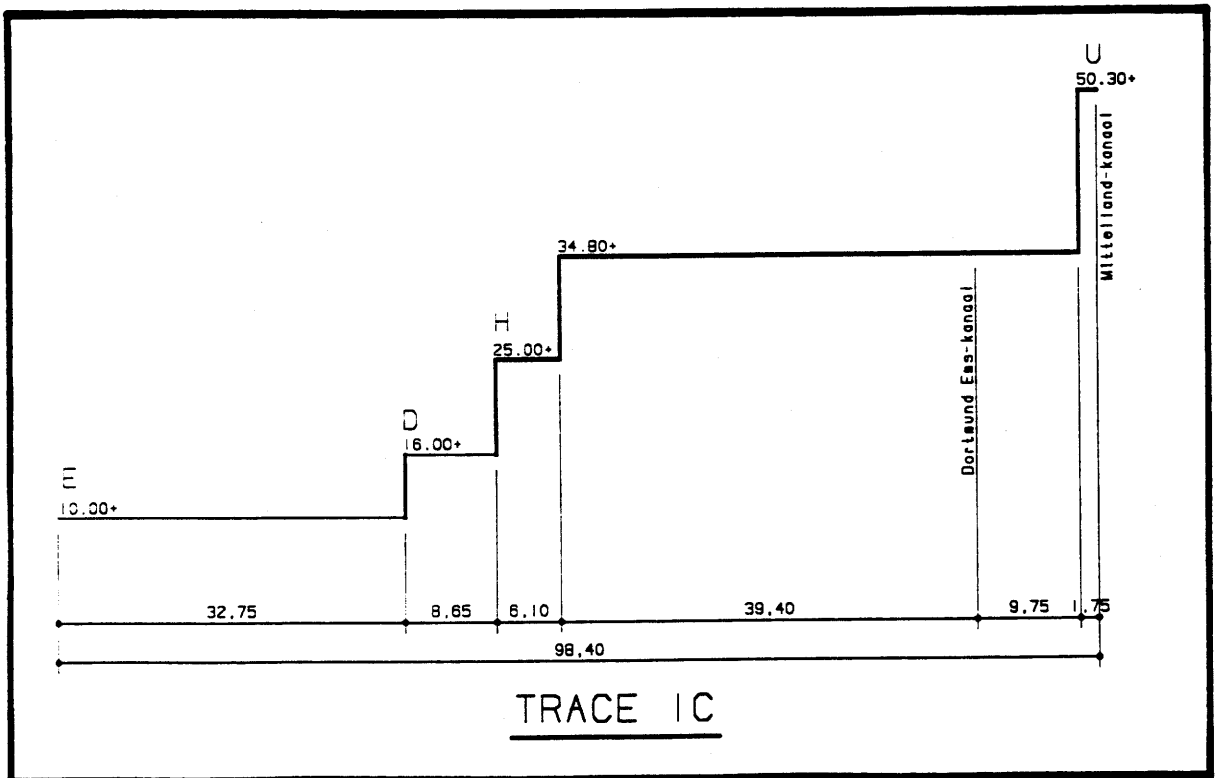 U
50.30+
Mittelland-kanaal
34.80+
Dortmund Ems-kanaal
H
25.00+
D
16.00+
E
10.00+
32,75
8,65
6,10
39,40
9,75
1,75
98,40
TRACE 1C